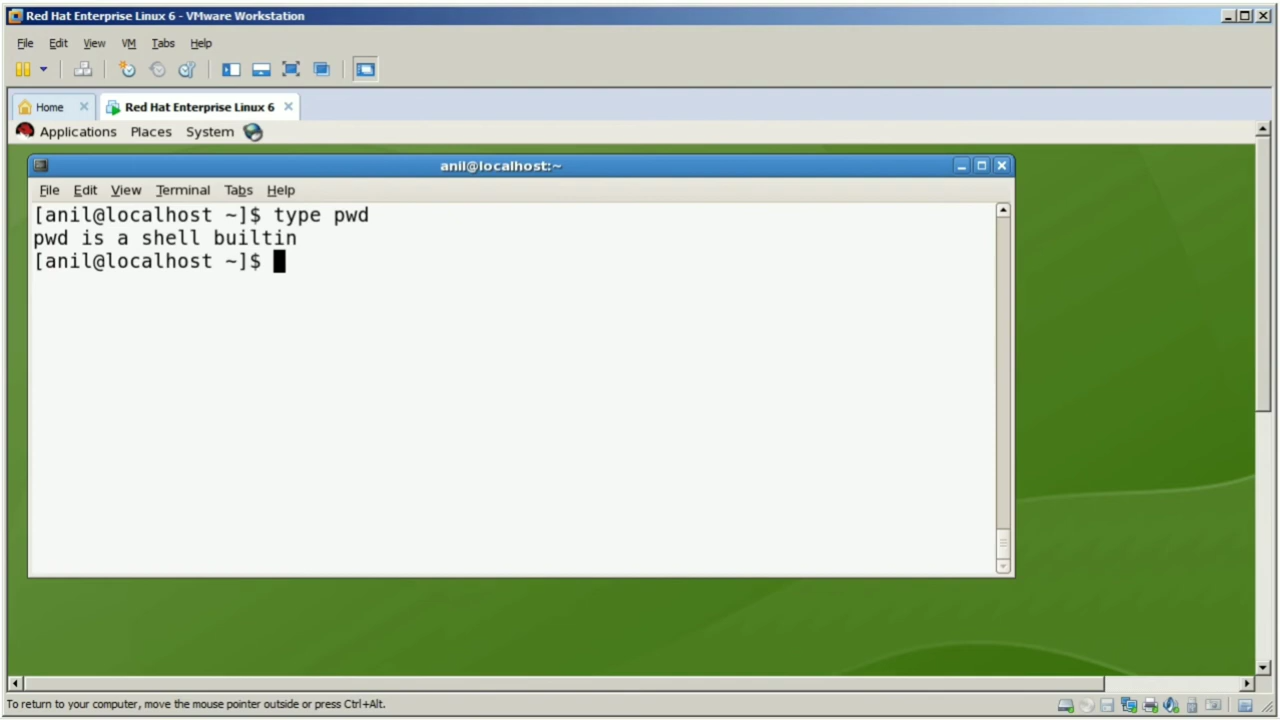 Red Hat Enterprise Linux 6 - VMware Workstation
File Edit View VM Tabs Help
Home Red Hat Enterprise Linux 6
Applications Places System
anil@localhost:~
File Edit View Terminal Tabs Help
[anil@localhost ~]$ type pwd
pwd is a shell builtin
[anil@localhost ~]$
To return to your computer, move the mouse pointer outside or press Ctrl+Alt.